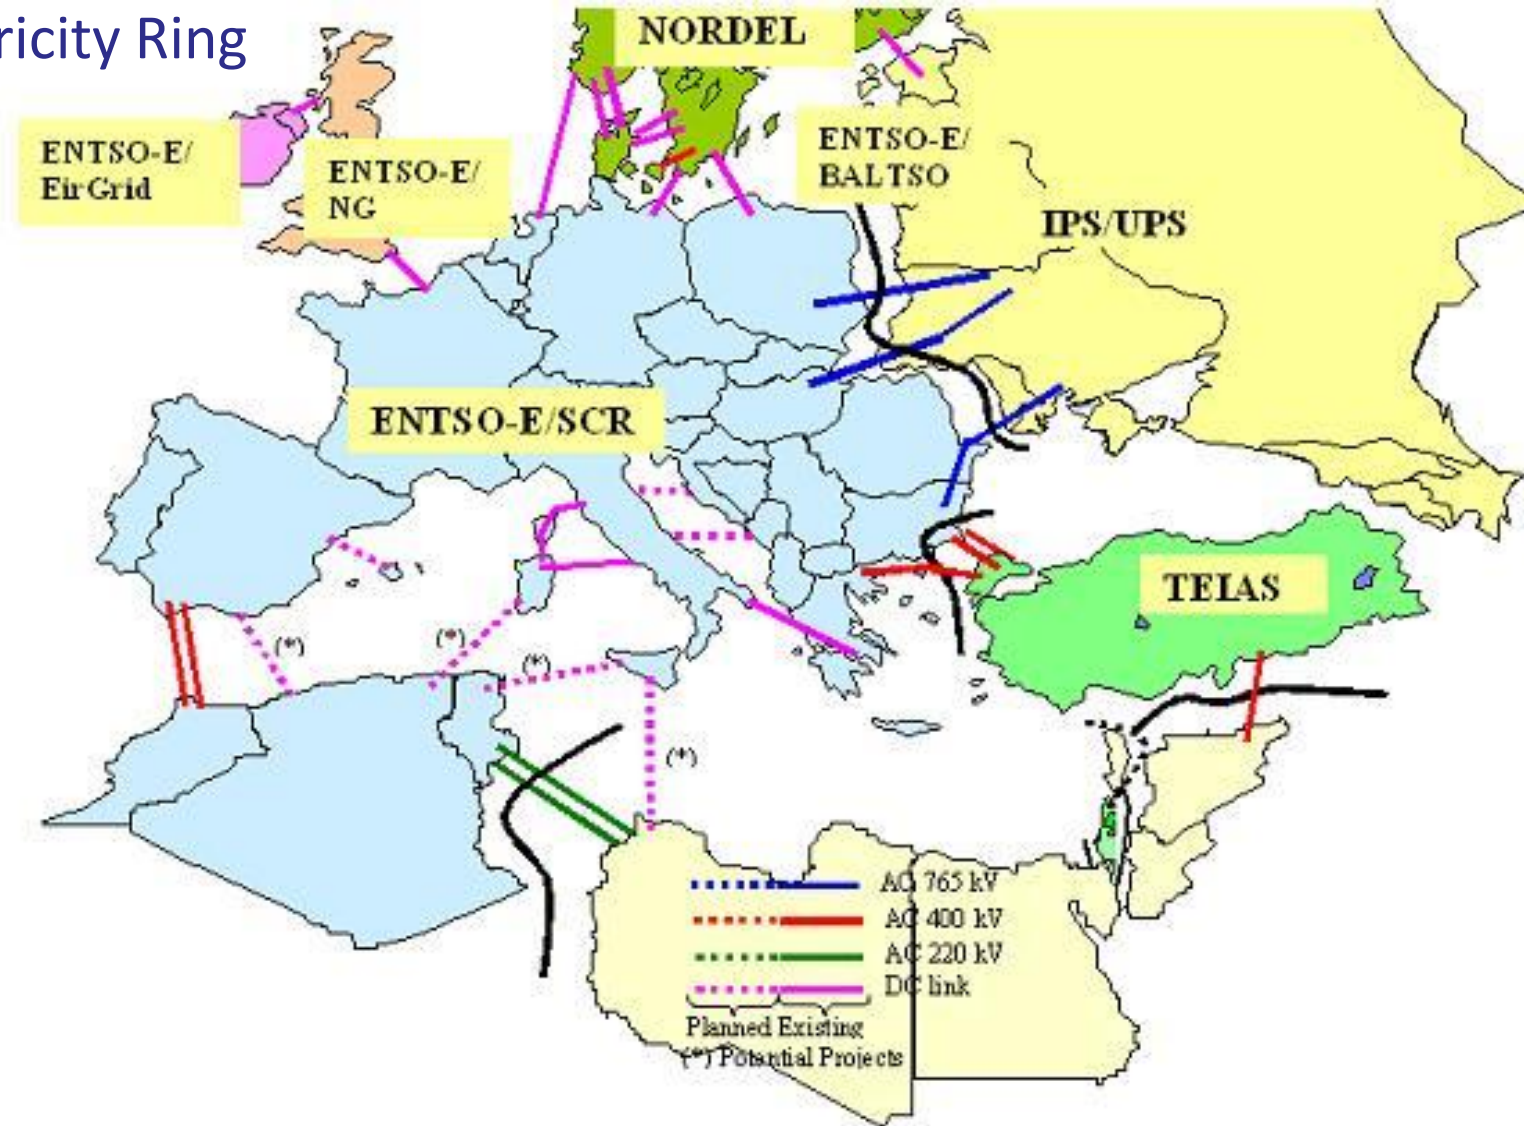 ricity Ring
NORDEL
ENTSO-E/
EirGrid
ENTSO-E/
NG
ENTSO-E/
BALTSO
IPS/UPS
ENTSO-E/SCR
TEIAS
(*)
(*)
(*)
(*)
AC 765 kV
AC 400 kV
AC 220 kV
DC link
Planned Existing
(*) Potential Projects